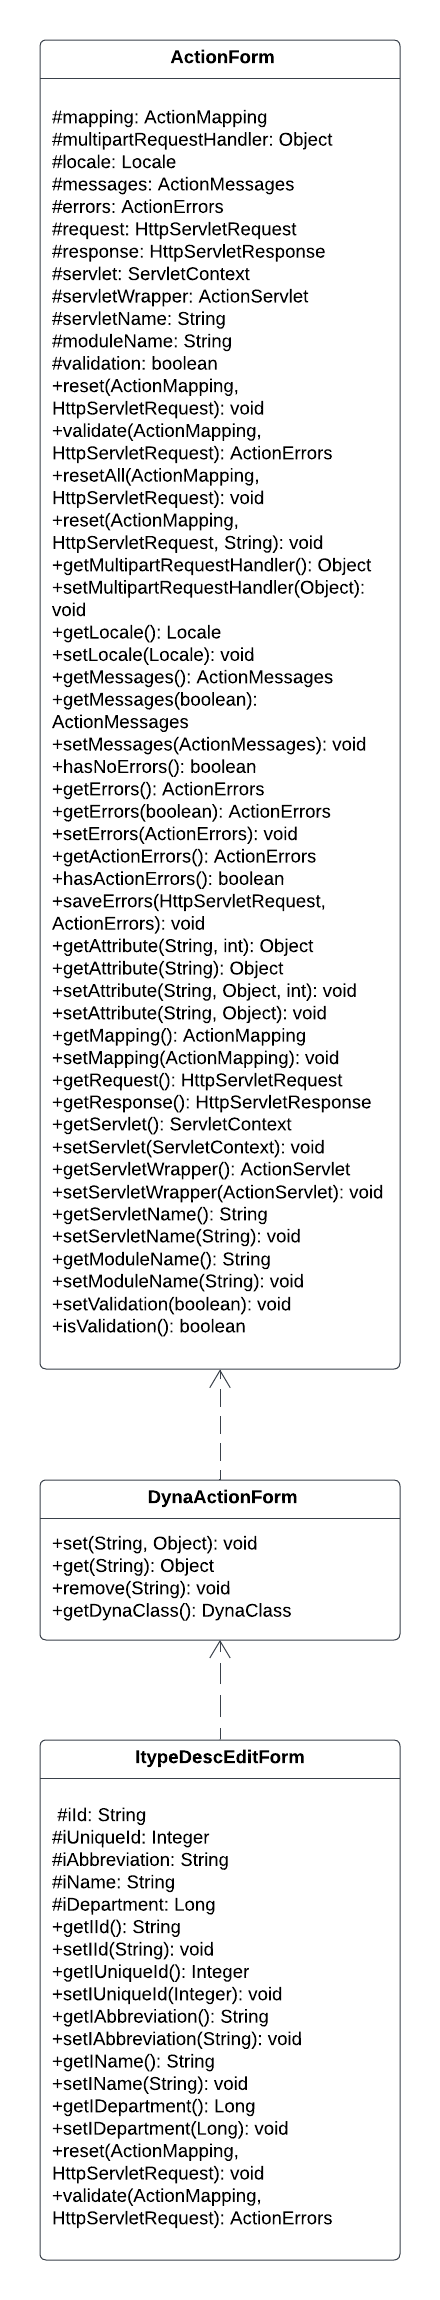 ActionForm
#mapping: ActionMapping
#multipartRequestHandler: Object
#locale: Locale
#messages: ActionMessages
#errors: ActionErrors
#request: HttpServletRequest
#response: HttpServletResponse
#servlet: ServletContext
#servletWrapper: ActionServlet
#servletName: String
#moduleName: String
#validation: boolean
+reset(ActionMapping,
HttpServletRequest): void
+validate(ActionMapping,
HttpServletRequest): ActionErrors
+resetAll(ActionMapping,
HttpServletRequest): void
+reset(ActionMapping,
HttpServletRequest, String): void
+getMultipartRequestHandler(): Object
+setMultipartRequestHandler(Object):
void
+getLocale(): Locale
+setLocale(Locale): void
+getMessages(): ActionMessages
+getMessages(boolean):
ActionMessages
+setMessages(ActionMessages): void
+hasNoErrors(): boolean
+getErrors(): ActionErrors
+getErrors(boolean): ActionErrors
+setErrors(ActionErrors): void
+getActionErrors(): ActionErrors
+hasActionErrors(): boolean
+saveErrors(HttpServletRequest,
ActionErrors): void
+getAttribute(String, int): Object
+getAttribute(String): Object
+setAttribute(String, Object, int): void
+setAttribute(String, Object): void
+getMapping(): ActionMapping
+setMapping(ActionMapping): void
+getRequest(): HttpServletRequest
+getResponse(): HttpServletResponse
+getServlet(): ServletContext
+setServlet(ServletContext): void
+getServletWrapper(): ActionServlet
+setServletWrapper(ActionServlet): void
+getServletName(): String
+setServletName(String): void
+getModuleName(): String
+setModuleName(String): void
+setValidation(boolean): void
+isValidation(): boolean
DynaActionForm
+set(String, Object): void
+get(String): Object
+remove(String): void
+getDynaClass(): DynaClass
ItypeDescEditForm
#iId: String
#iUniqueId: Integer
#iAbbreviation: String
#iName: String
#iDepartment: Long
+getIId(): String
+setIId(String): void
+getIUniqueId(): Integer
+setIUniqueId(Integer): void
+getIAbbreviation(): String
+setIAbbreviation(String): void
+getIName(): String
+setIName(String): void
+getIDepartment(): Long
+setIDepartment(Long): void
+reset(ActionMapping,
HttpServletRequest): void
+validate(ActionMapping,
HttpServletRequest): ActionErrors